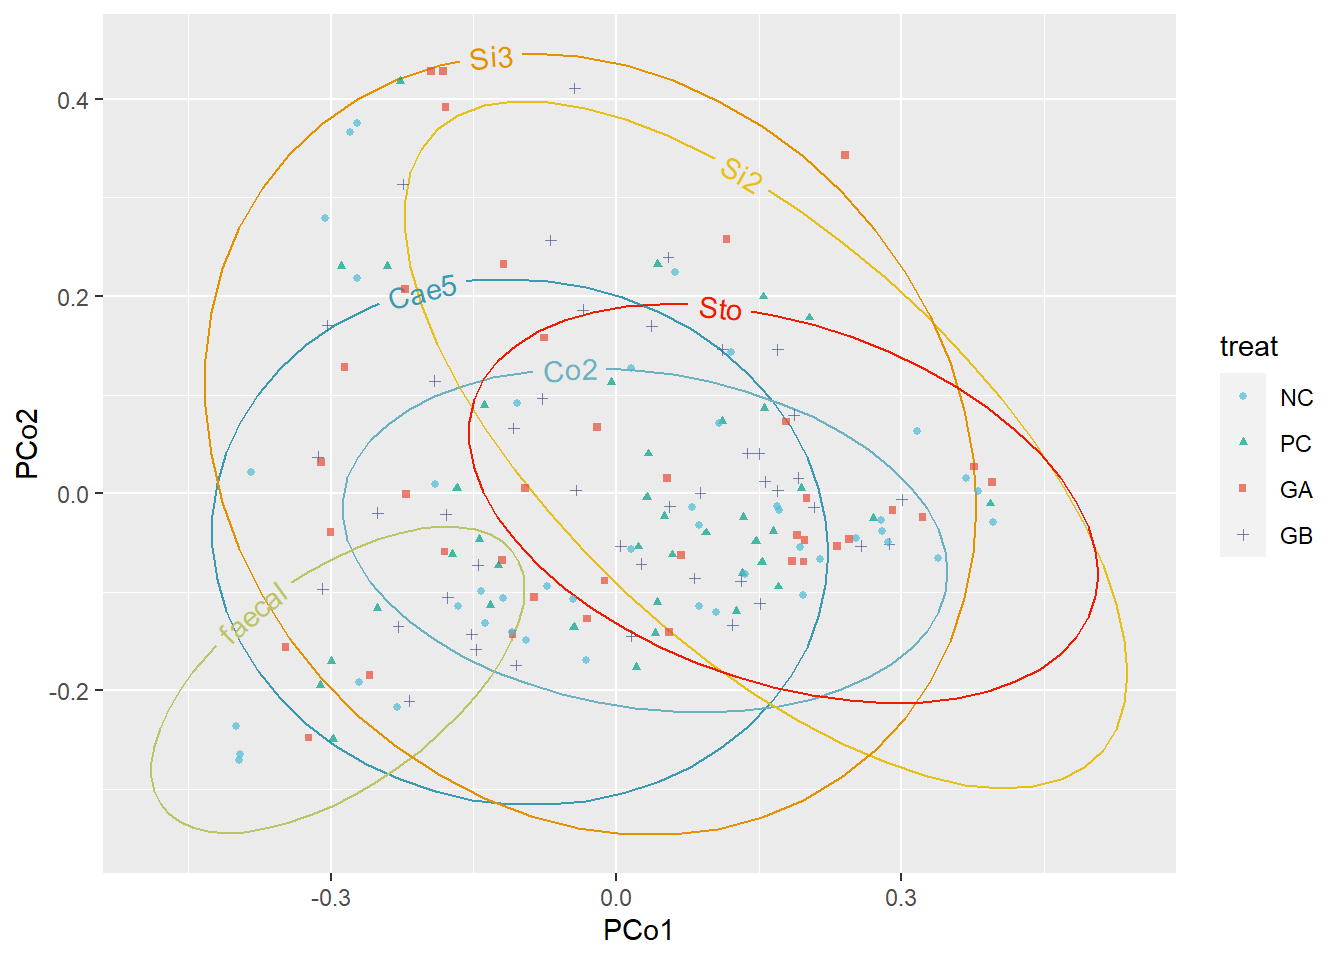 Si3
0.4
Si2
Cae5
0.2
Sto
Co2
treat
NC
PC
GA
GB
PCo2
0.0
faecal
-0.2
-0.3
0.0
0.3
PCo1